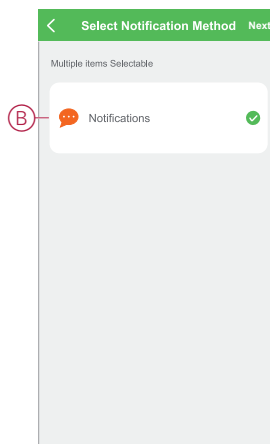 Select Notification Method Next
Multiple items Selectable
B Notifications